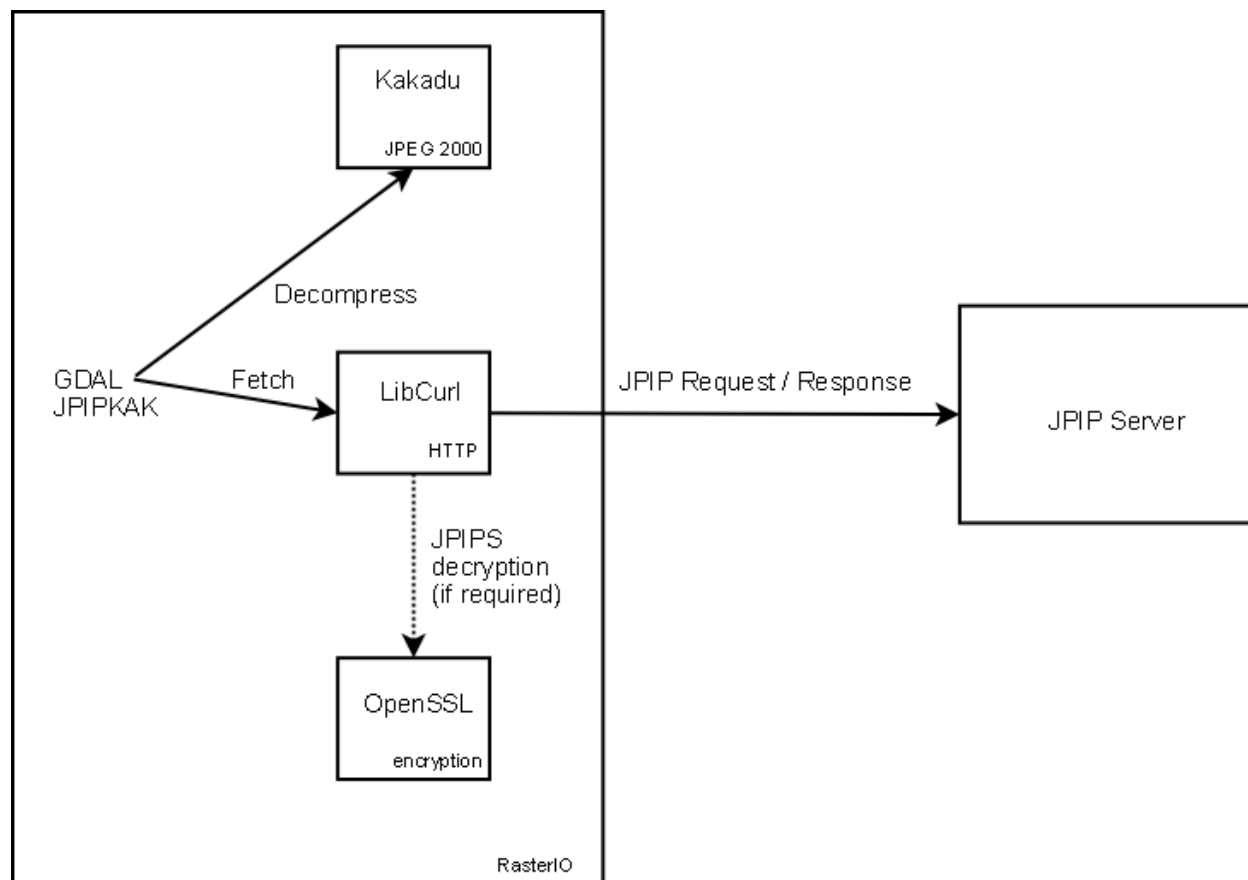 Kakadu
JPEG 2000
Decompress
GDAL
JPIPKAK
Fetch
LibCurl
HTTP
JPIP Request / Response
JPIP Server
JPIPS
decryption
(if required)
OpenSSL
encryption
RasterIO